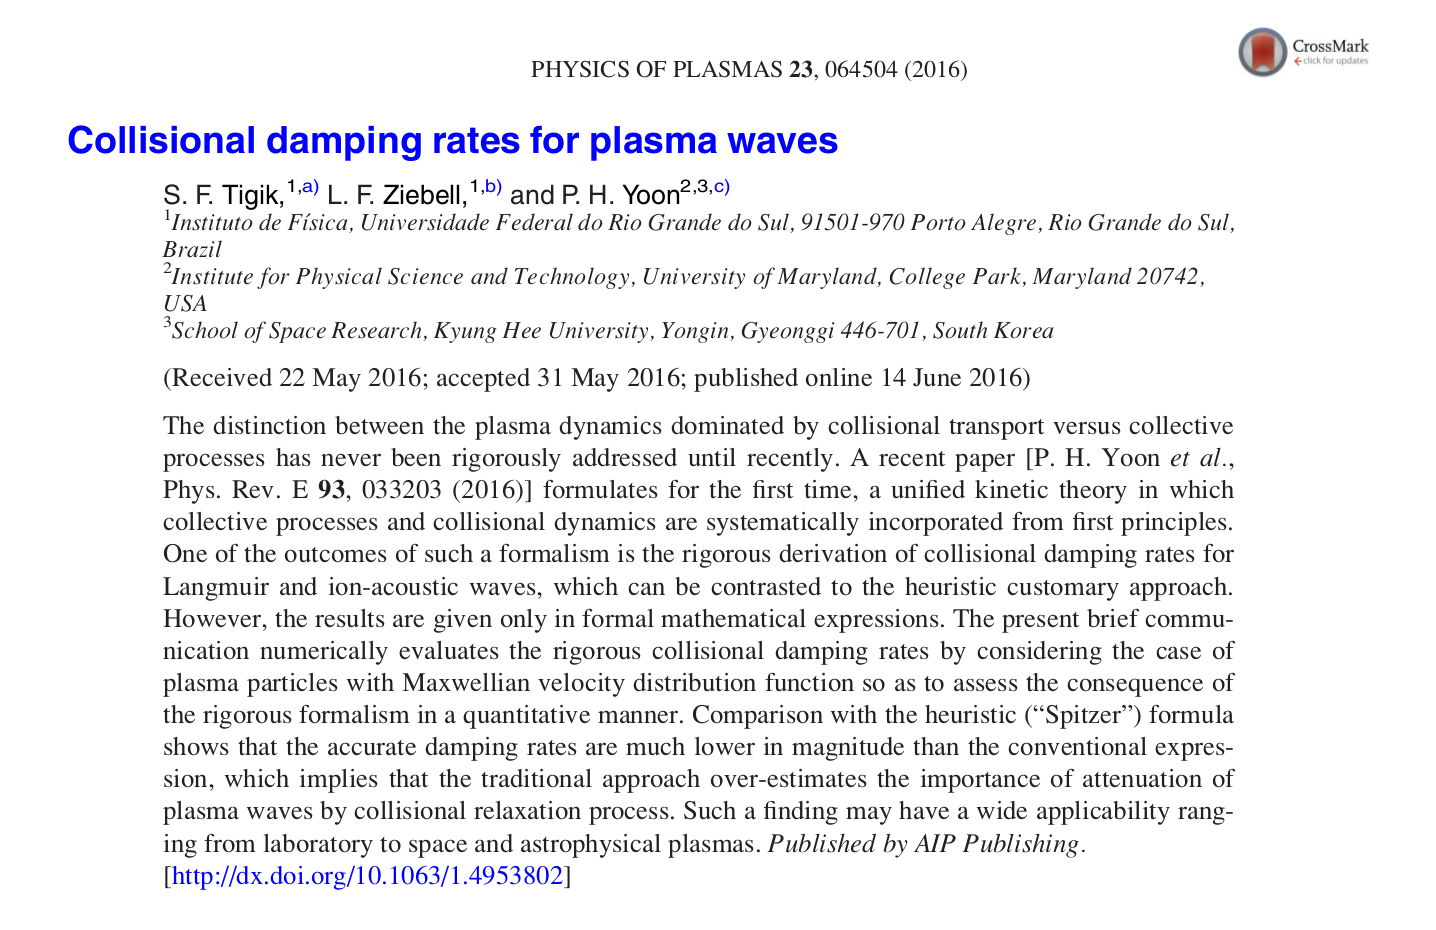 CrossMark
click for updates
PHYSICS OF PLASMAS 23, 064504 (2016)
Collisional damping rates for plasma waves
S. F. Tigik,1,a) L. F. Ziebell,1,b) and P. H. Yoon2,3,c)
1Instituto de Física, Universidade Federal do Rio Grande do Sul, 91501-970 Porto Alegre, Rio Grande do Sul,
Brazil
2Institute for Physical Science and Technology, University of Maryland, College Park, Maryland 20742,
USA
3School of Space Research, Kyung Hee University, Yongin, Gyeonggi 446-701, South Korea
(Received 22 May 2016; accepted 31 May 2016; published online 14 June 2016)
The distinction between the plasma dynamics dominated by collisional transport versus collective
processes has never been rigorously addressed until recently. A recent paper [P. H. Yoon et al.,
Phys. Rev. E 93, 033203 (2016)] formulates for the first time, a unified kinetic theory in which
collective processes and collisional dynamics are systematically incorporated from first principles.
One of the outcomes of such a formalism is the rigorous derivation of collisional damping rates for
Langmuir and ion-acoustic waves, which can be contrasted to the heuristic customary approach.
However, the results are given only in formal mathematical expressions. The present brief commu-
nication numerically evaluates the rigorous collisional damping rates by considering the case of
plasma particles with Maxwellian velocity distribution function so as to assess the consequence of
the rigorous formalism in a quantitative manner. Comparison with the heuristic (“Spitzer”) formula
shows that the accurate damping rates are much lower in magnitude than the conventional expres-
sion, which implies that the traditional approach over-estimates the importance of attenuation of
plasma waves by collisional relaxation process. Such a finding may have a wide applicability rang-
ing from laboratory to space and astrophysical plasmas. Published by AIP Publishing.
[http://dx.doi.org/10.1063/1.4953802]